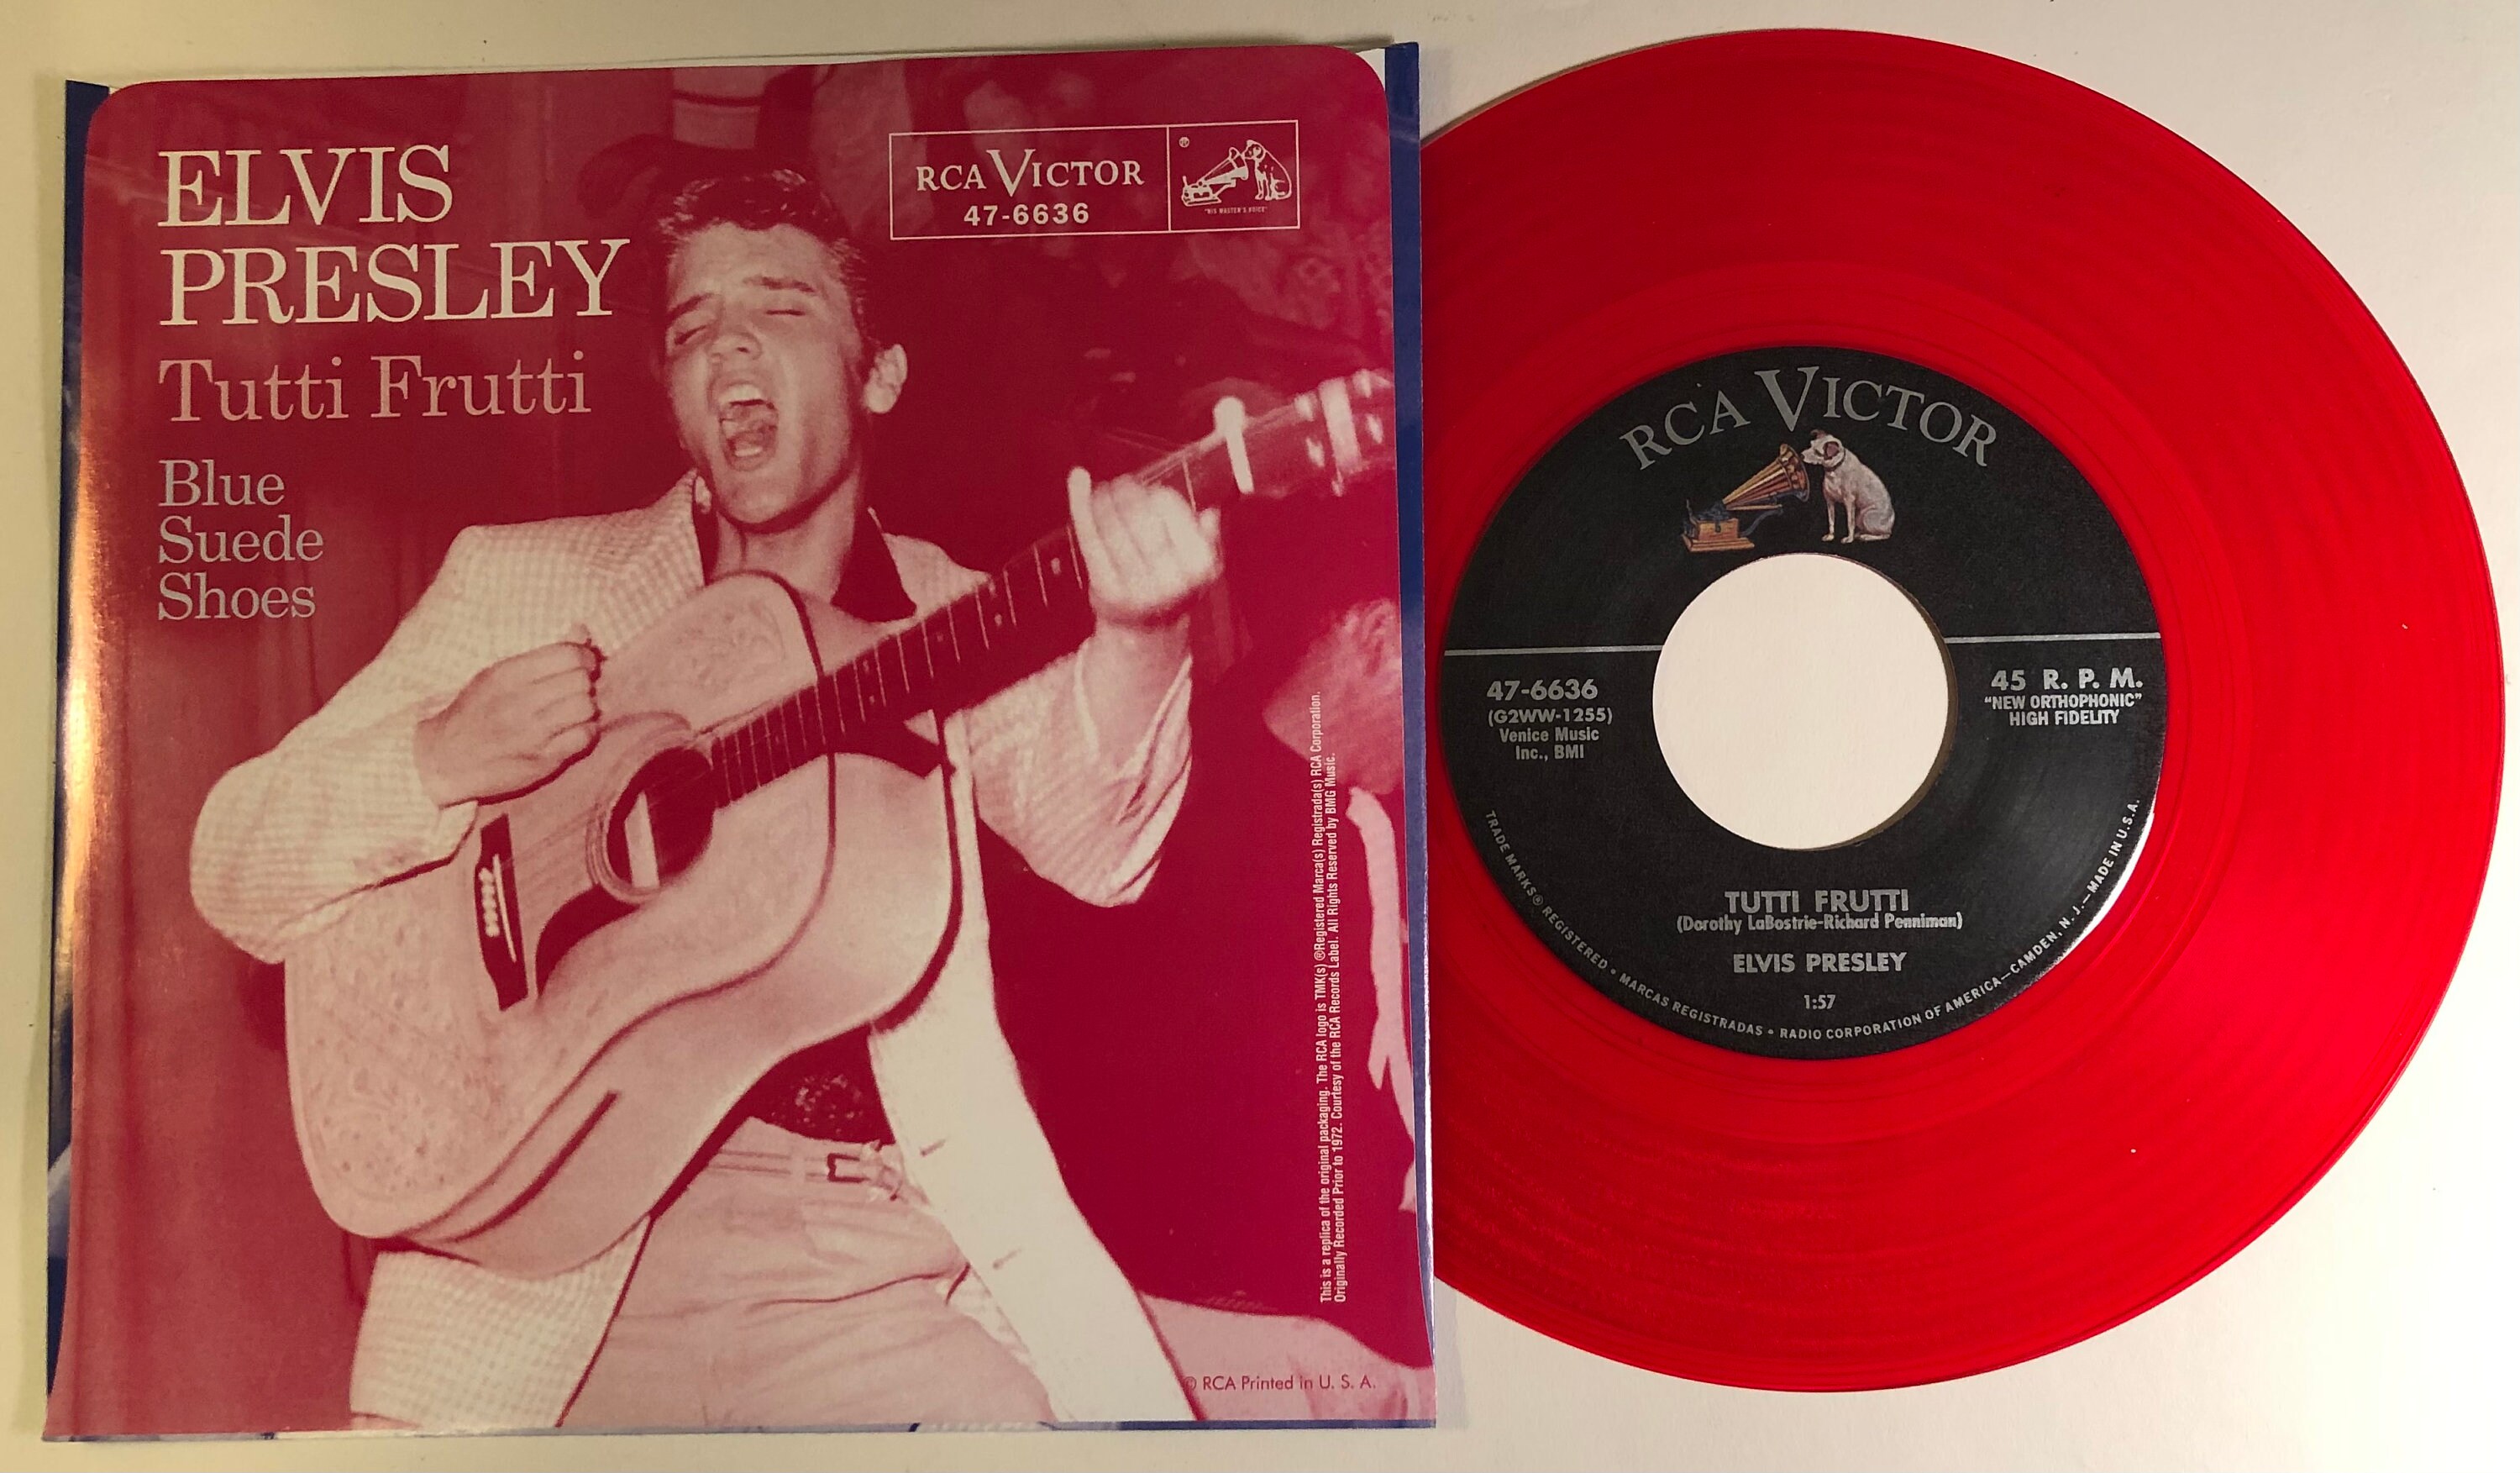 ELVIS
PRESLEY
Tutti Frutti
Blue
Suede
Shoes
RCA VICTOR
47-6636
®
"HIS MASTER'S VOICE"
This is a replica of the original packaging. The RCA logo is TMK(s) ®Registered Marca(s) Registrada(s) RCA Corporation.
Originally Recorded Prior to 1972. Courtesy of the RCA Records Label. All Rights Reserved by BMG Music.
© RCA Printed in U. S. A.
RCA VICTOR
47-6636
(G2WW-1255)
Venice Music
Inc., BMI
45 R. P. M.
"NEW ORTHOPHONIC"
HIGH FIDELITY
TUTTI FRUTTI
(Dorothy LaBostrie-Richard Penniman)
ELVIS PRESLEY
1:57
TRADE MARKS ® REGISTERED • MARCAS REGISTRADAS • RADIO CORPORATION OF AMERICA—CAMDEN, N. J.—MADE IN U.S.A.